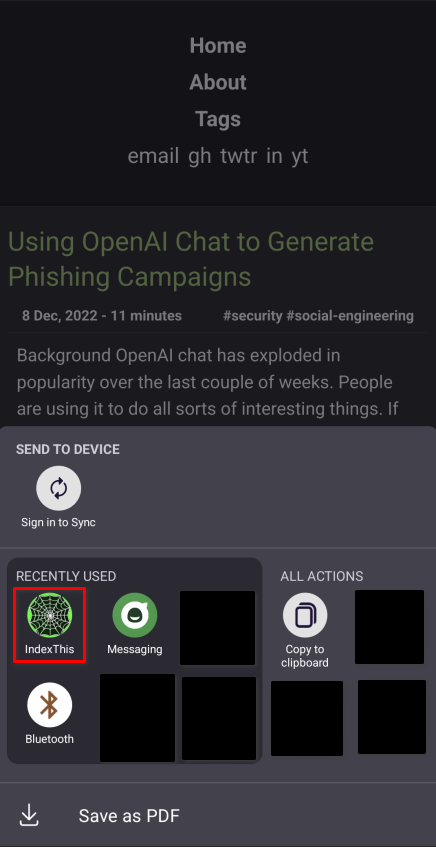 Home
About
Tags
email gh twtr in yt
Using OpenAI Chat to Generate
Phishing Campaigns
8 Dec, 2022 - 11 minutes #security #social-engineering
Background OpenAI chat has exploded in
popularity over the last couple of weeks. People
are using it to do all sorts of interesting things. If
SEND TO DEVICE
Sign in to Sync
RECENTLY USED
ALL ACTIONS
IndexThis
Messaging
Copy to
clipboard
Bluetooth
Save as PDF